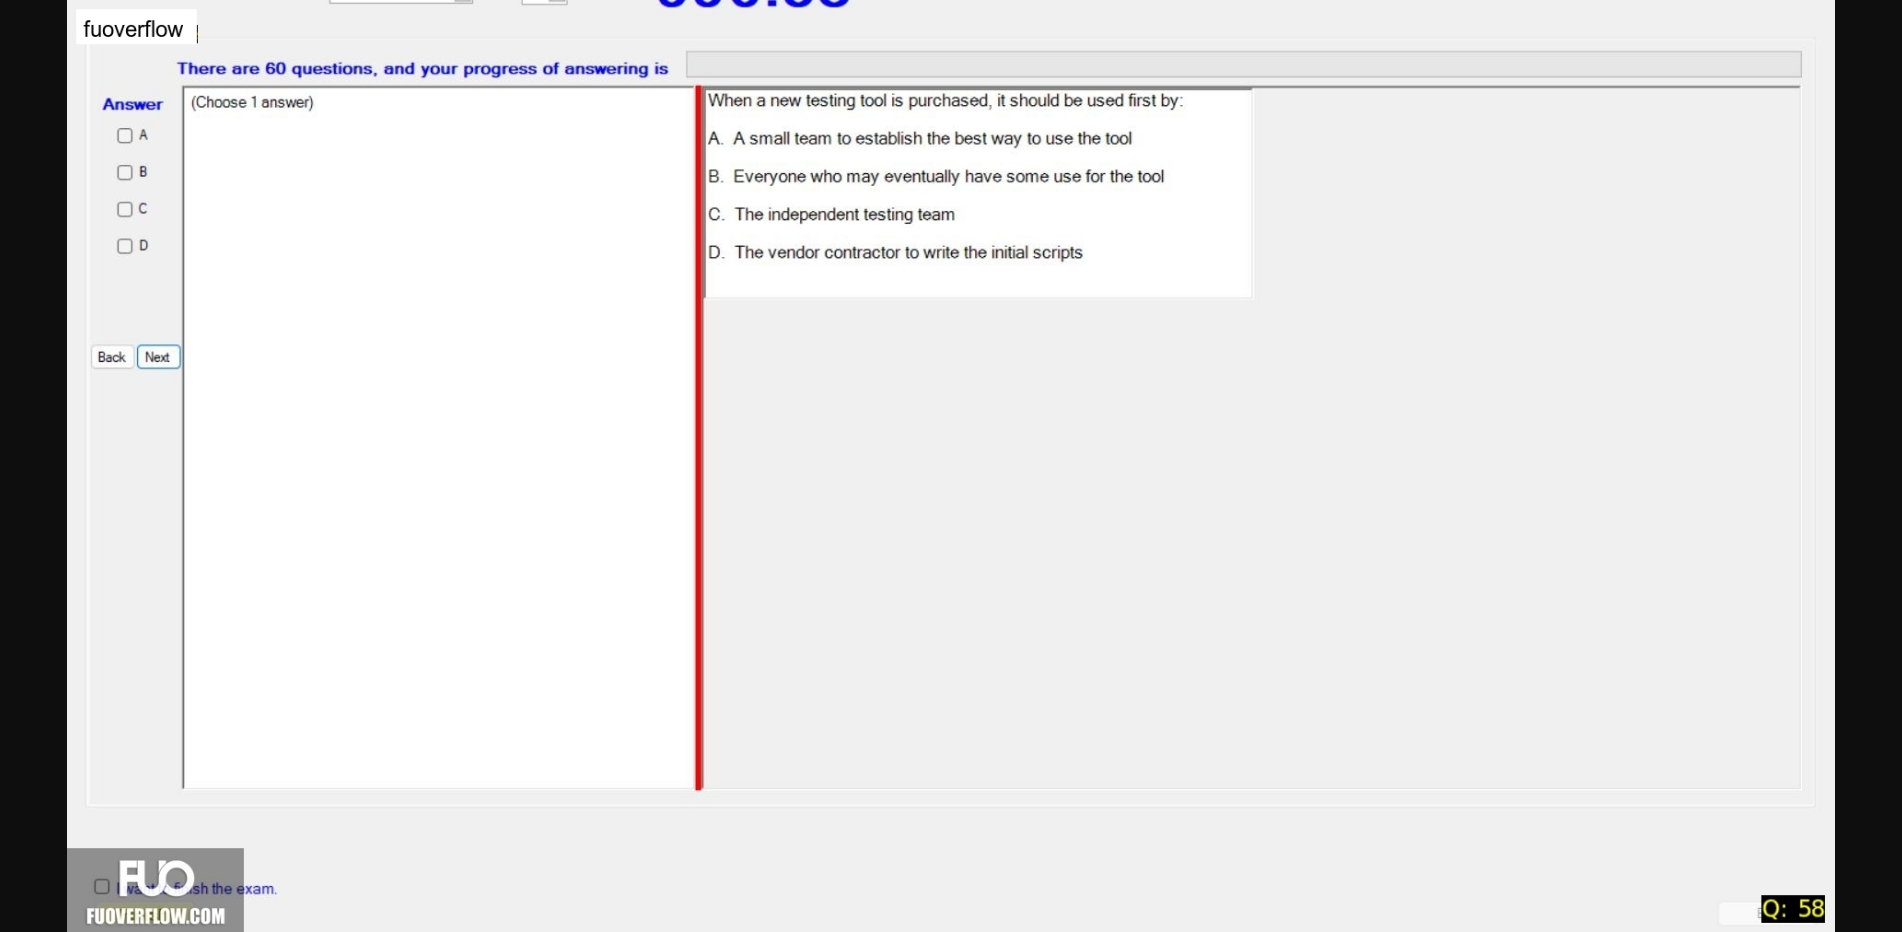 fuoverflow
There are 60 questions, and your progress of answering is
Answer
(Choose 1 answer)
A
B
C
D
Back
Next
When a new testing tool is purchased, it should be used first by:
A. A small team to establish the best way to use the tool
B. Everyone who may eventually have some use for the tool
C. The independent testing team
D. The vendor contractor to write the initial scripts
FUO
I want finish the exam.
FUOVERFLOW.COM
Q: 58